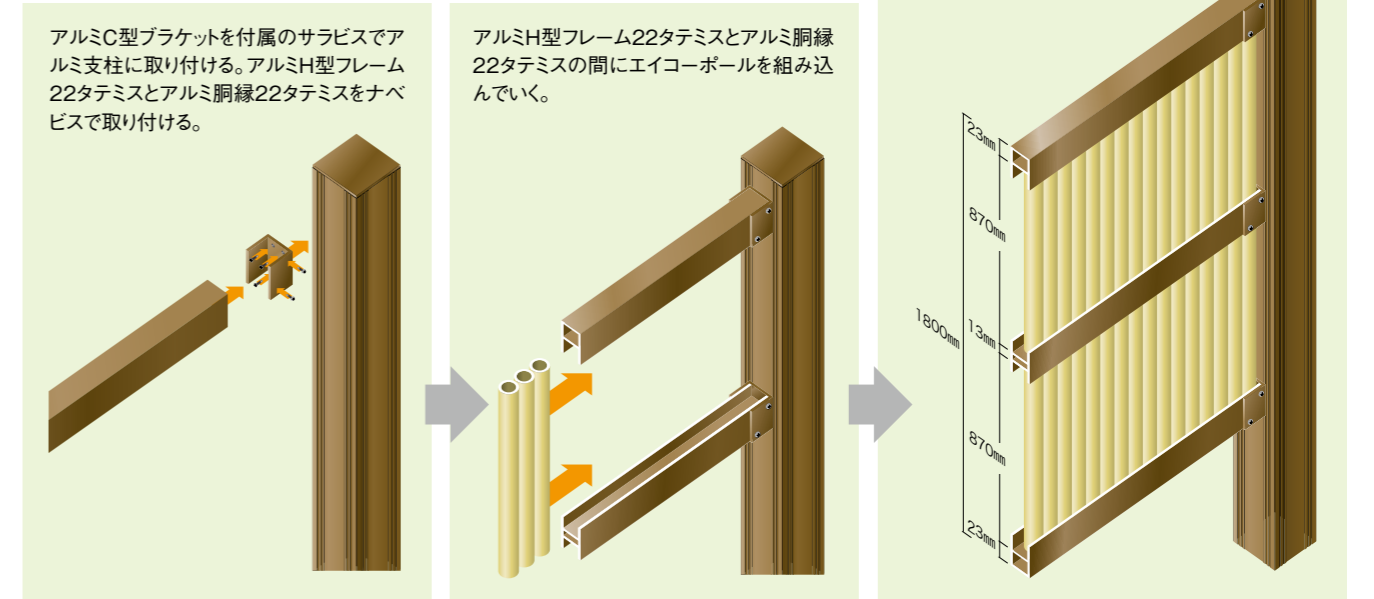 アルミC型ブラケットを付属のサラビスでア
ルミ支柱に取り付ける。アルミH型フレーム
22タテミスとアルミ胴縁22タテミスをナベ
ビスで取り付ける。
アルミH型フレーム22タテミスとアルミ胴縁
22タテミスの間にエイコーポールを組み込
んでいく。
23㎜
870㎜
1800㎜
13㎜
870㎜
23㎜